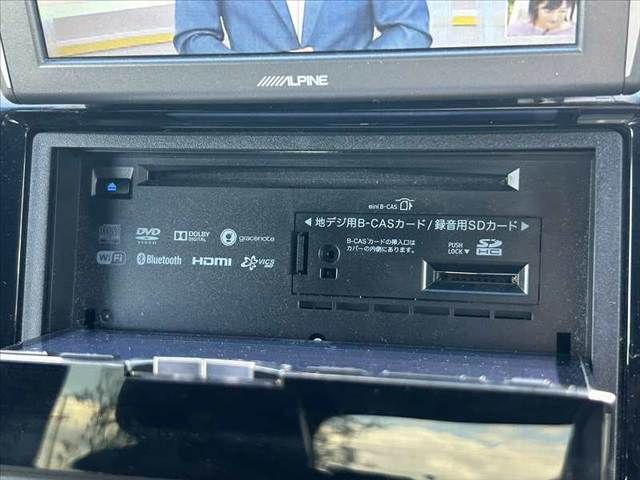 ALPINE
mini B-CAS
◀ 地デジ用B-CASカード / 録音用SDカード ▶
B-CASカードの挿入口は
カバーの内側にあります。
PUSH
LOCK ▼
SD
HC
DVD
VIDEO
DOLBY
DIGITAL
gracenote
WiFi
Bluetooth
HDMI
VICS